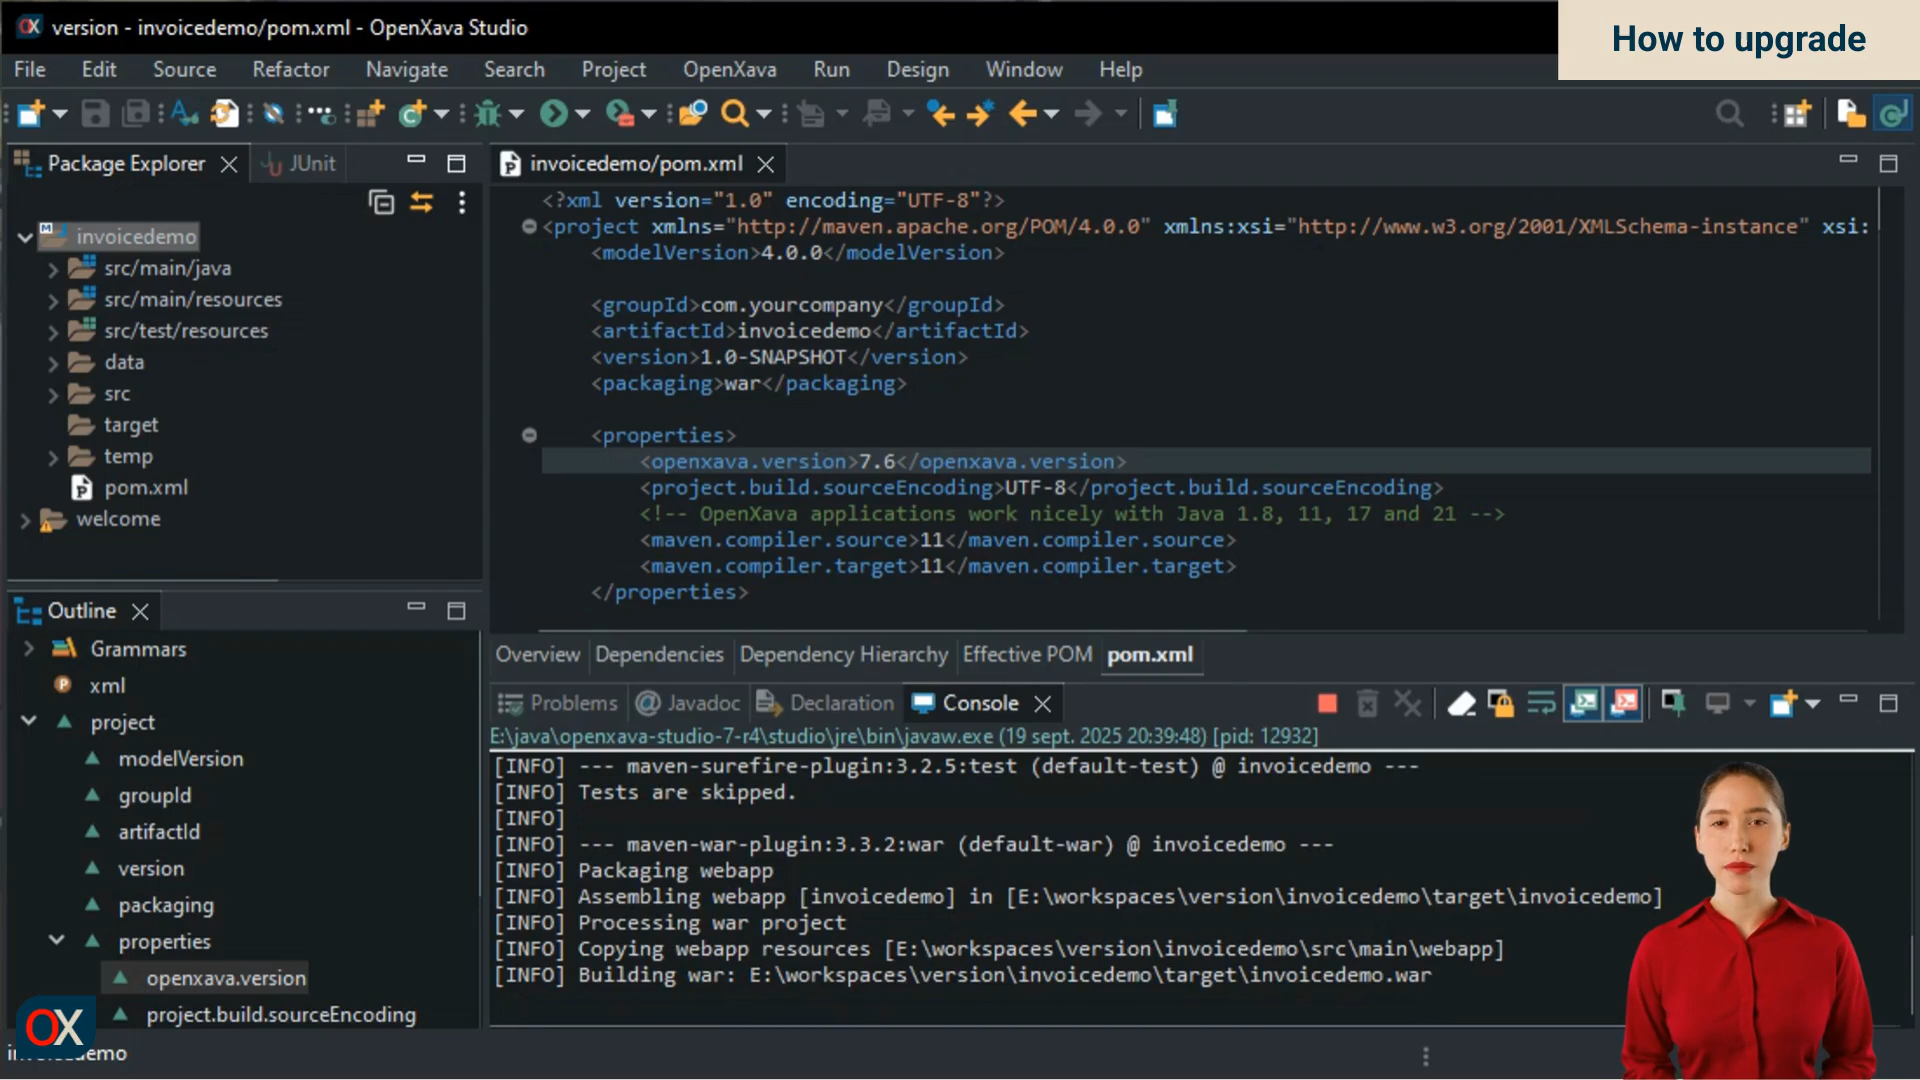 version - invoicedemo/pom.xml - OpenXava Studio
How to upgrade
File Edit Source Refactor Navigate Search Project OpenXava Run Design Window Help
Package Explorer
JUnit
invoicedemo
src/main/java
src/main/resources
src/test/resources
data
src
target
temp
pom.xml
welcome
Outline
Grammars
xml
project
modelVersion
groupId
artifactId
version
packaging
properties
openxava.version
project.build.sourceEncoding
invoicedemo/pom.xml
<?xml version="1.0" encoding="UTF-8"?>
<project xmlns="http://maven.apache.org/POM/4.0.0" xmlns:xsi="http://www.w3.org/2001/XMLSchema-instance" xsi:
<modelVersion>4.0.0</modelVersion>
<groupId>com.yourcompany</groupId>
<artifactId>invoicedemo</artifactId>
<version>1.0-SNAPSHOT</version>
<packaging>war</packaging>
<properties>
<openxava.version>7.6</openxava.version>
<project.build.sourceEncoding>UTF-8</project.build.sourceEncoding>
<!-- OpenXava applications work nicely with Java 1.8, 11, 17 and 21 -->
<maven.compiler.source>11</maven.compiler.source>
<maven.compiler.target>11</maven.compiler.target>
</properties>
Overview Dependencies Dependency Hierarchy Effective POM pom.xml
Problems Javadoc Declaration Console
E:\java\openxava-studio-7-r4\studio\jre\bin\javaw.exe (19 sept. 2025 20:39:48) [pid: 12932]
[INFO] --- maven-surefire-plugin:3.2.5:test (default-test) @ invoicedemo ---
[INFO] Tests are skipped.
[INFO]
[INFO] --- maven-war-plugin:3.3.2:war (default-war) @ invoicedemo ---
[INFO] Packaging webapp
[INFO] Assembling webapp [invoicedemo] in [E:\workspaces\version\invoicedemo\target\invoicedemo]
[INFO] Processing war project
[INFO] Copying webapp resources [E:\workspaces\version\invoicedemo\src\main\webapp]
[INFO] Building war: E:\workspaces\version\invoicedemo\target\invoicedemo.war
OX